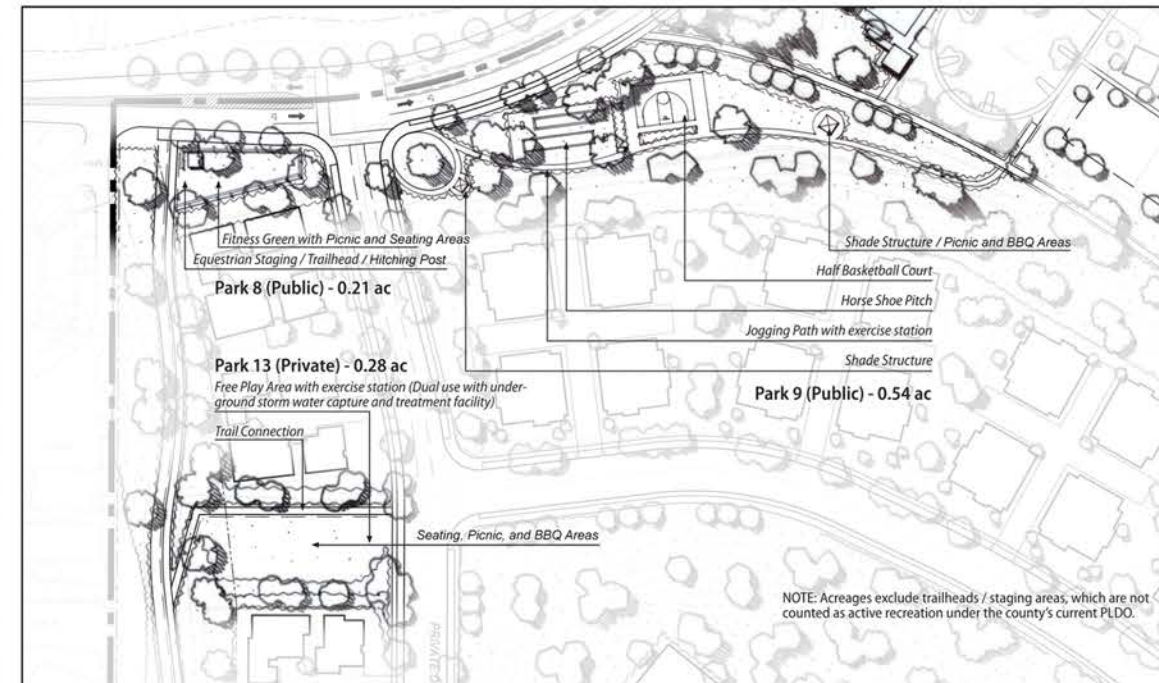 Fitness Green with Picnic and Seating Areas
Equestrian Staging / Trailhead / Hitching Post
Park 8 (Public) - 0.21 ac
Shade Structure / Picnic and BBQ Areas
Half Basketball Court
Horse Shoe Pitch
Jogging Path with exercise station
Shade Structure
Park 9 (Public) - 0.54 ac
Park 13 (Private) - 0.28 ac
Free Play Area with exercise station (Dual use with under-
ground storm water capture and treatment facility)
Trail Connection
Seating, Picnic, and BBQ Areas
NOTE: Acreages exclude trailheads / staging areas, which are not
counted as active recreation under the county's current PLDO.